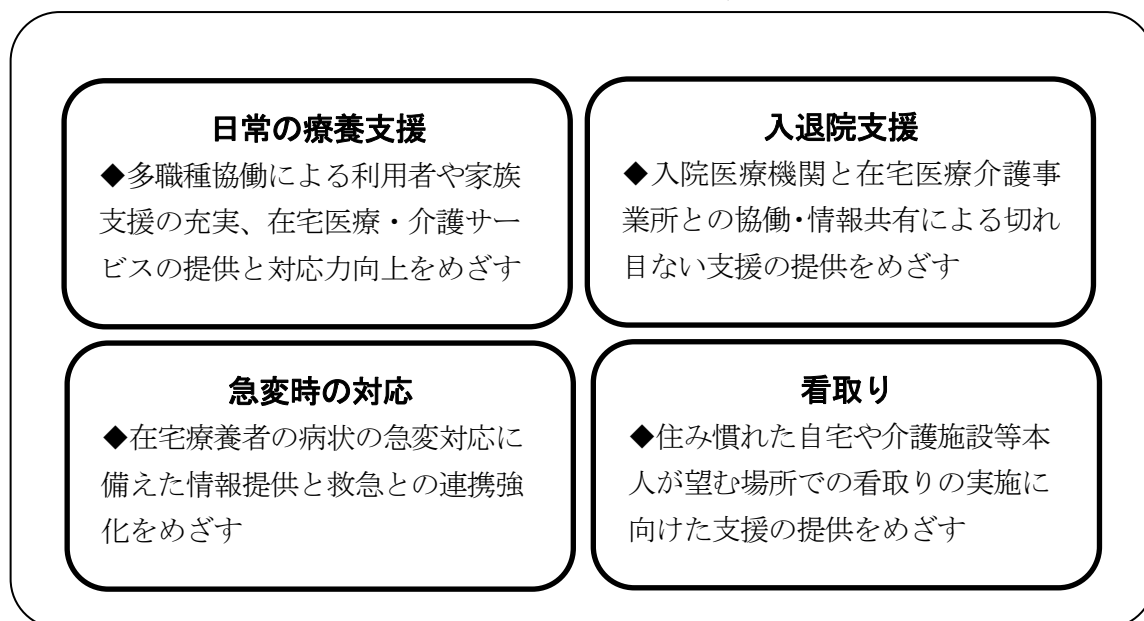 日常の療養支援
◆多職種協働による利用者や家族
支援の充実、在宅医療・介護サー
ビスの提供と対応力向上をめざす
入退院支援
◆入院医療機関と在宅医療介護事
業所との協働・情報共有による切れ
目ない支援の提供をめざす
急変時の対応
◆在宅療養者の病状の急変対応に
備えた情報提供と救急との連携強
化をめざす
看取り
◆住み慣れた自宅や介護施設等本
人が望む場所での看取りの実施に
向けた支援の提供をめざす